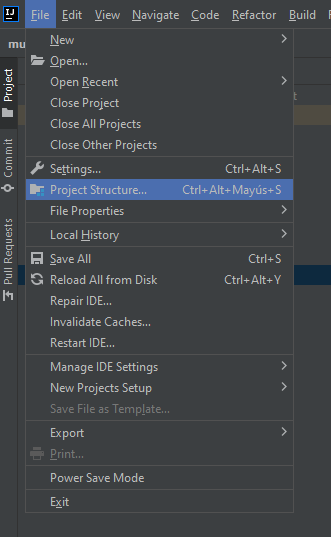 IJ File Edit View Navigate Code Refactor Build
mu
Project
Commit
Pull Requests
New
Open...
Open Recent
Close Project
Close All Projects
Close Other Projects
Settings... Ctrl+Alt+S
Project Structure... Ctrl+Alt+Mayús+S
File Properties
Local History
Save All Ctrl+S
Reload All from Disk Ctrl+Alt+Y
Repair IDE...
Invalidate Caches...
Restart IDE...
Manage IDE Settings
New Projects Setup
Save File as Template...
Export
Print...
Power Save Mode
Exit